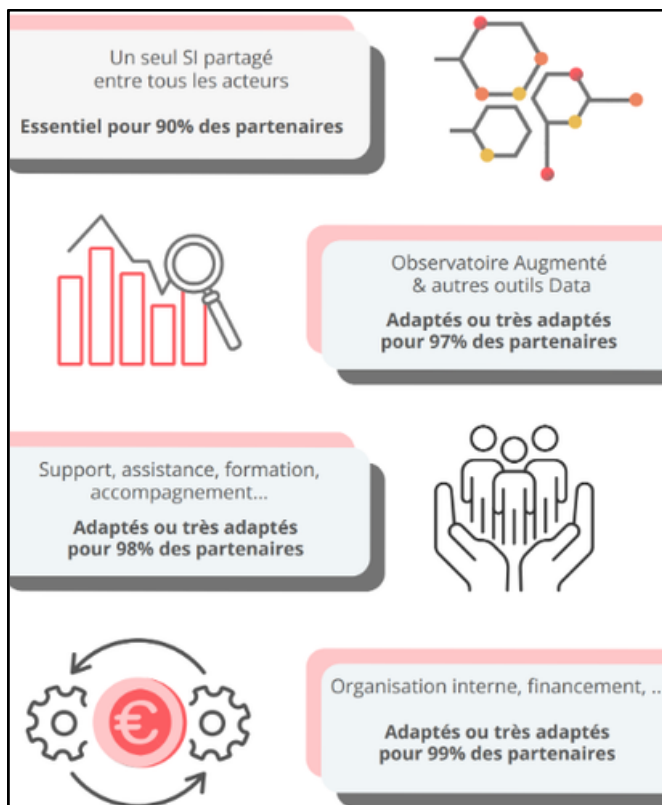 Un seul SI partagé
entre tous les acteurs
Essentiel pour 90% des partenaires
Observatoire Augmenté
& autres outils Data
Adaptés ou très adaptés
pour 97% des partenaires
Support, assistance, formation,
accompagnement...
Adaptés ou très adaptés
pour 98% des partenaires
€
Organisation interne, financement, ...
Adaptés ou très adaptés
pour 99% des partenaires